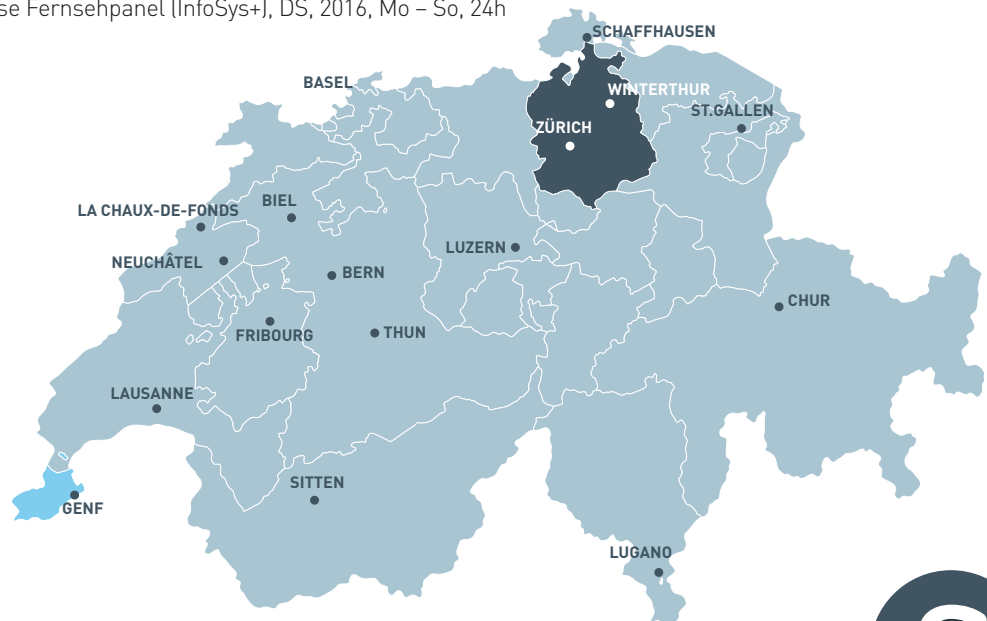 se Fernsehpanel (InfoSys+), DS, 2016, Mo – So, 24h
SCHAFFHAUSEN
BASEL
WINTERTHUR
ST.GALLEN
ZÜRICH
BIEL
LA CHAUX-DE-FONDS
LUZERN
NEUCHÂTEL
BERN
CHUR
FRIBOURG
THUN
LAUSANNE
SITTEN
GENF
LUGANO